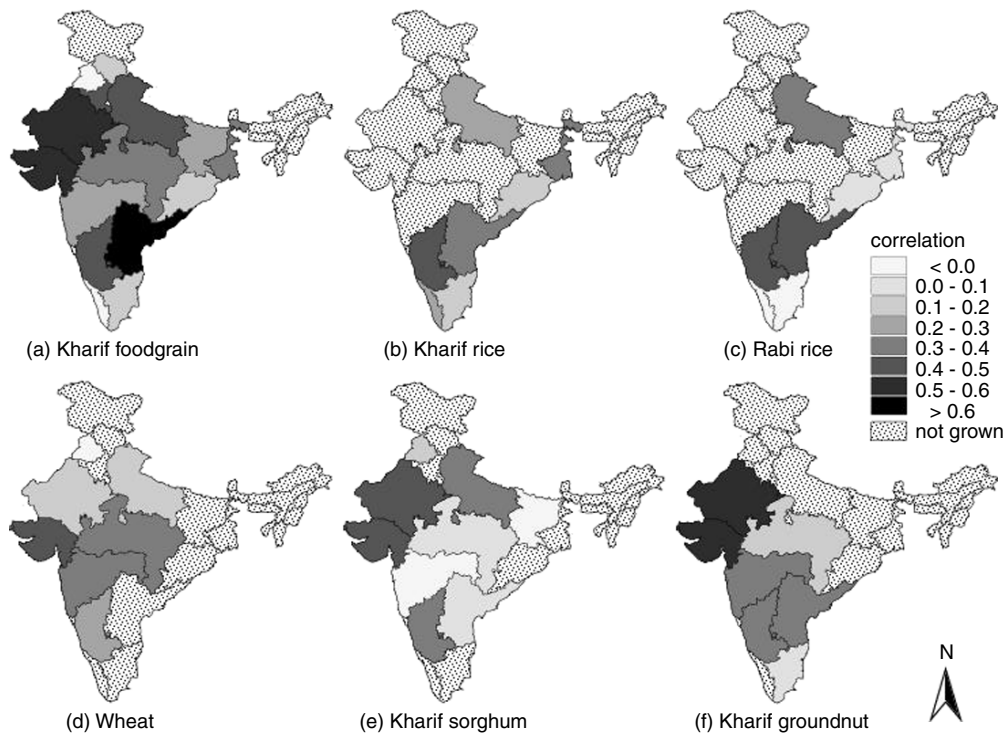 (a) Kharif foodgrain
(b) Kharif rice
(c) Rabi rice
correlation
< 0.0
0.0 - 0.1
0.1 - 0.2
0.2 - 0.3
0.3 - 0.4
0.4 - 0.5
0.5 - 0.6
> 0.6
not grown
(d) Wheat
(e) Kharif sorghum
(f) Kharif groundnut
N